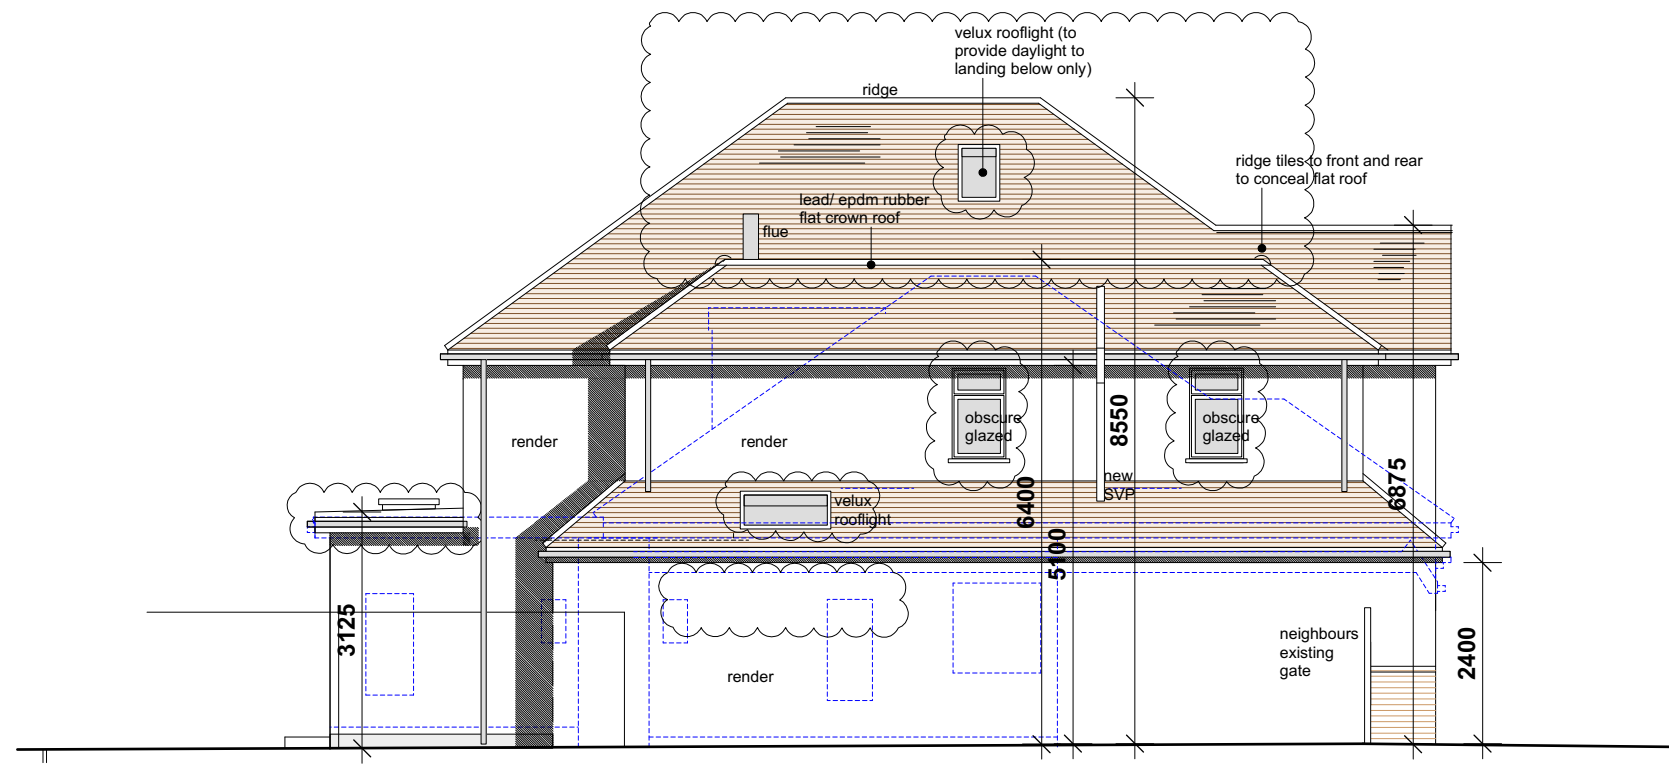 velux rooflight (to
provide daylight to
landing below only)
ridge
ridge tiles to front and rear
to conceal flat roof
lead/ epdm rubber
flat crown roof
flue
obscure
glazed
obscure
glazed
8550
render
render
new
SVP
6875
6400
velux
rooflight
5100
3125
neighbours
existing
gate
2400
render